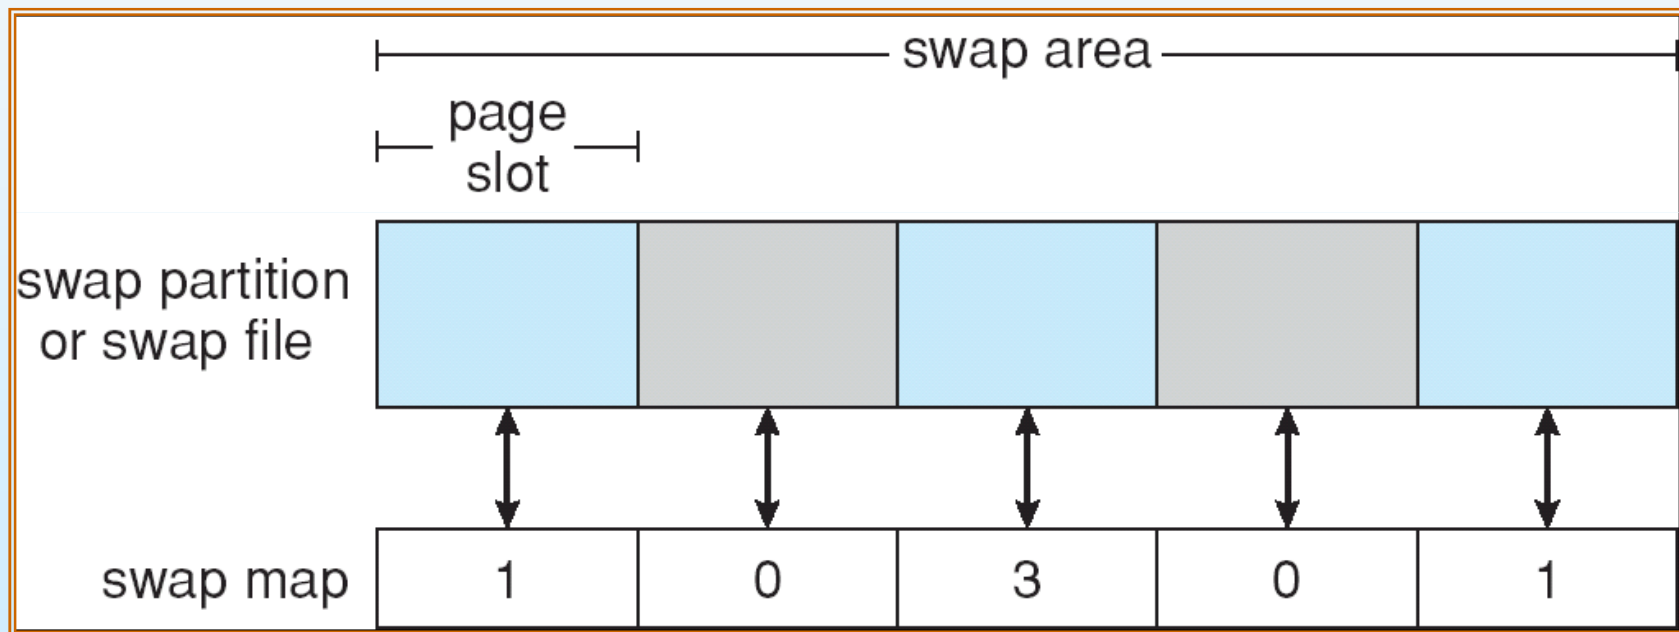 swap area
page
slot
swap partition
or swap file
swap map
1
0
3
0
1